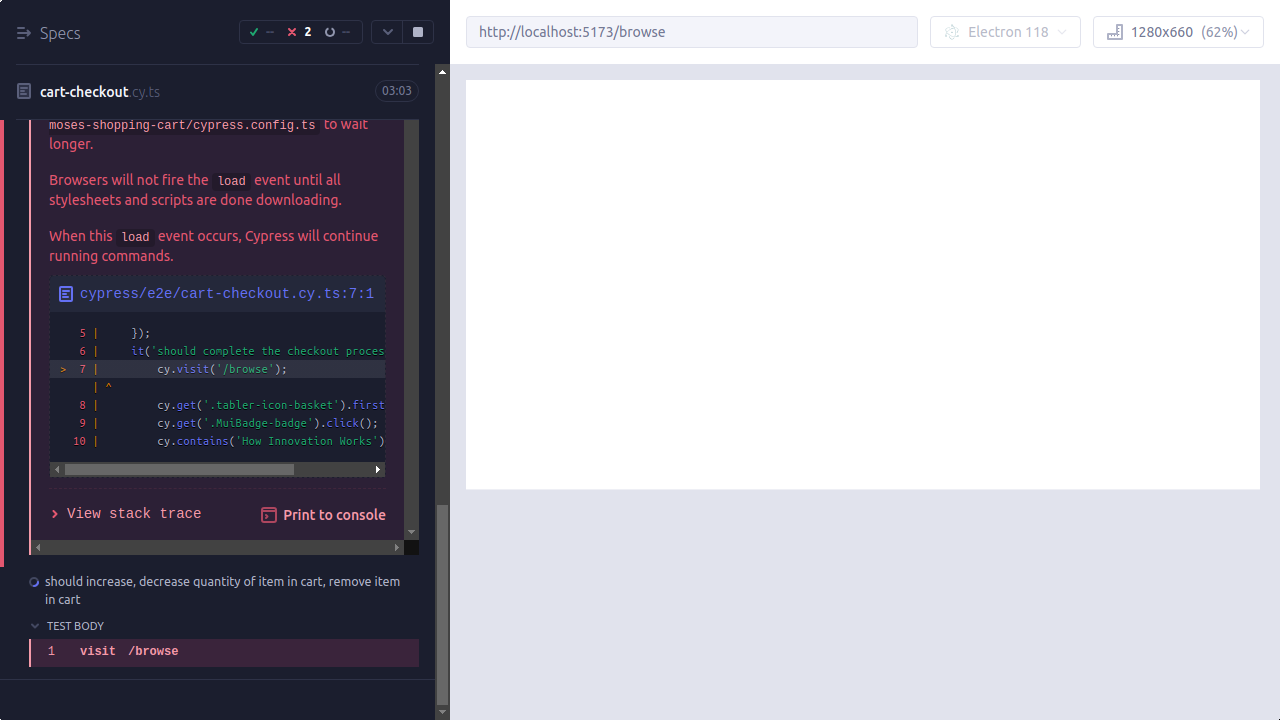 Specs
-- 2 --
cart-checkout.cy.ts
03:03
moses-shopping-cart/cypress.config.ts to wait
longer.
Browsers will not fire the load event until all
stylesheets and scripts are done downloading.
When this load event occurs, Cypress will continue
running commands.
cypress/e2e/cart-checkout.cy.ts:7:1
5 | });
6 | it('should complete the checkout proces
> 7 | cy.visit('/browse');
| ^
8 | cy.get('.tabler-icon-basket').first
9 | cy.get('.MuiBadge-badge').click();
10 | cy.contains('How Innovation Works')
View stack trace
Print to console
should increase, decrease quantity of item in cart, remove item
in cart
TEST BODY
1 visit /browse
http://localhost:5173/browse
Electron 118
1280x660 (62%)